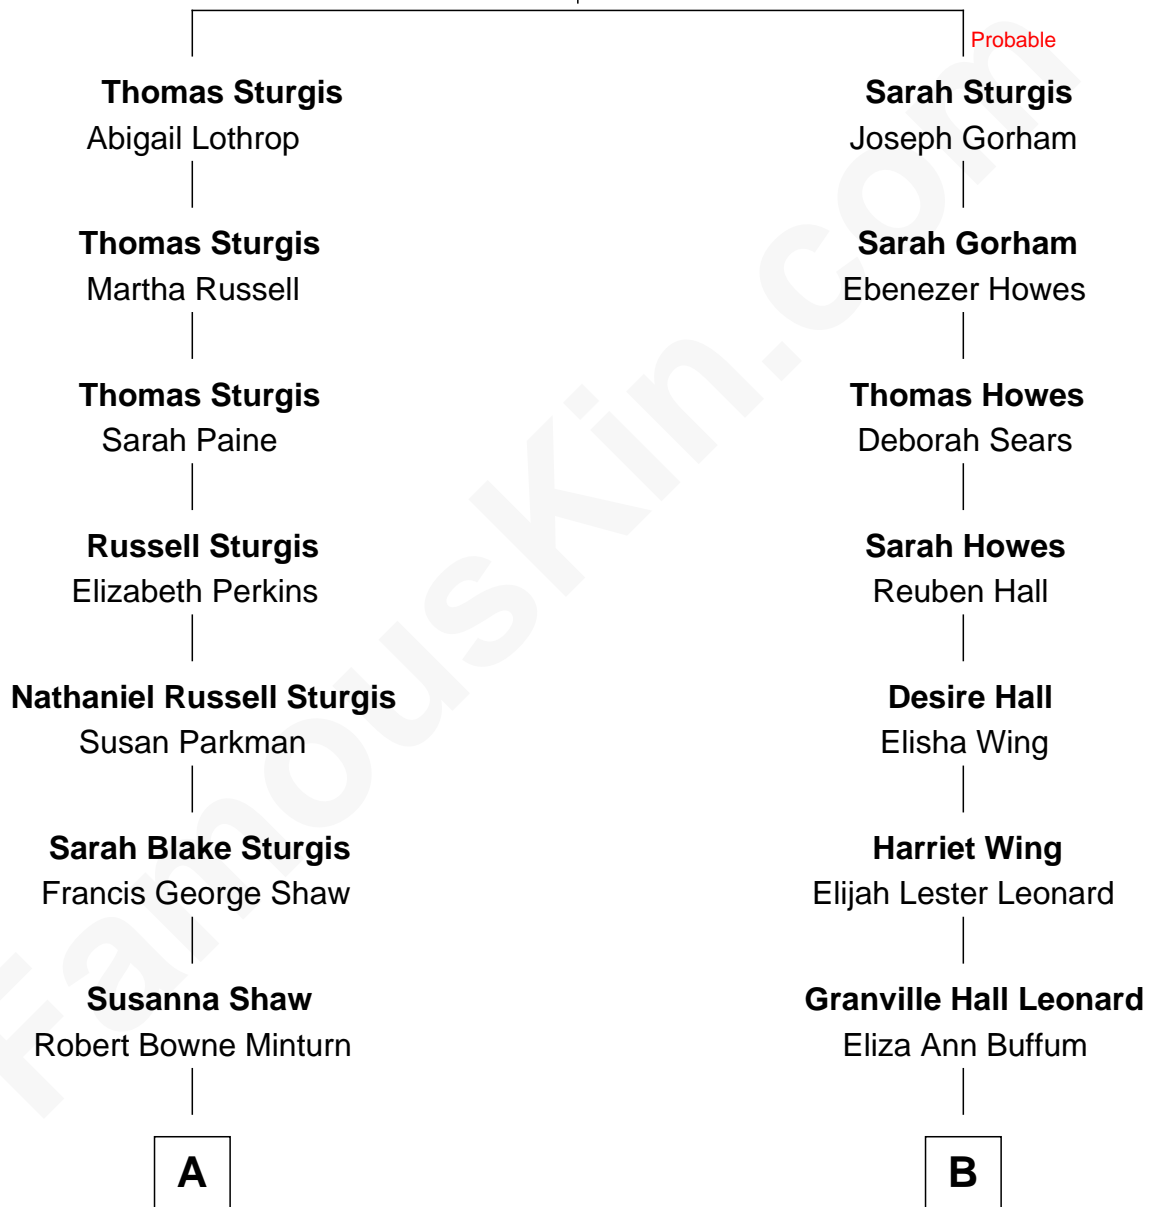 Probable
Thomas Sturgis
Abigail Lothrop
Sarah Sturgis
Joseph Gorham
Thomas Sturgis
Martha Russell
Sarah Gorham
Ebenezer Howes
Thomas Sturgis
Sarah Paine
Thomas Howes
Deborah Sears
Russell Sturgis
Elizabeth Perkins
Sarah Howes
Reuben Hall
Nathaniel Russell Sturgis
Susan Parkman
Desire Hall
Elisha Wing
Sarah Blake Sturgis
Francis George Shaw
Harriet Wing
Elijah Lester Leonard
Susanna Shaw
Robert Bowne Minturn
Granville Hall Leonard
Eliza Ann Buffum
A
B
FamousKin.com